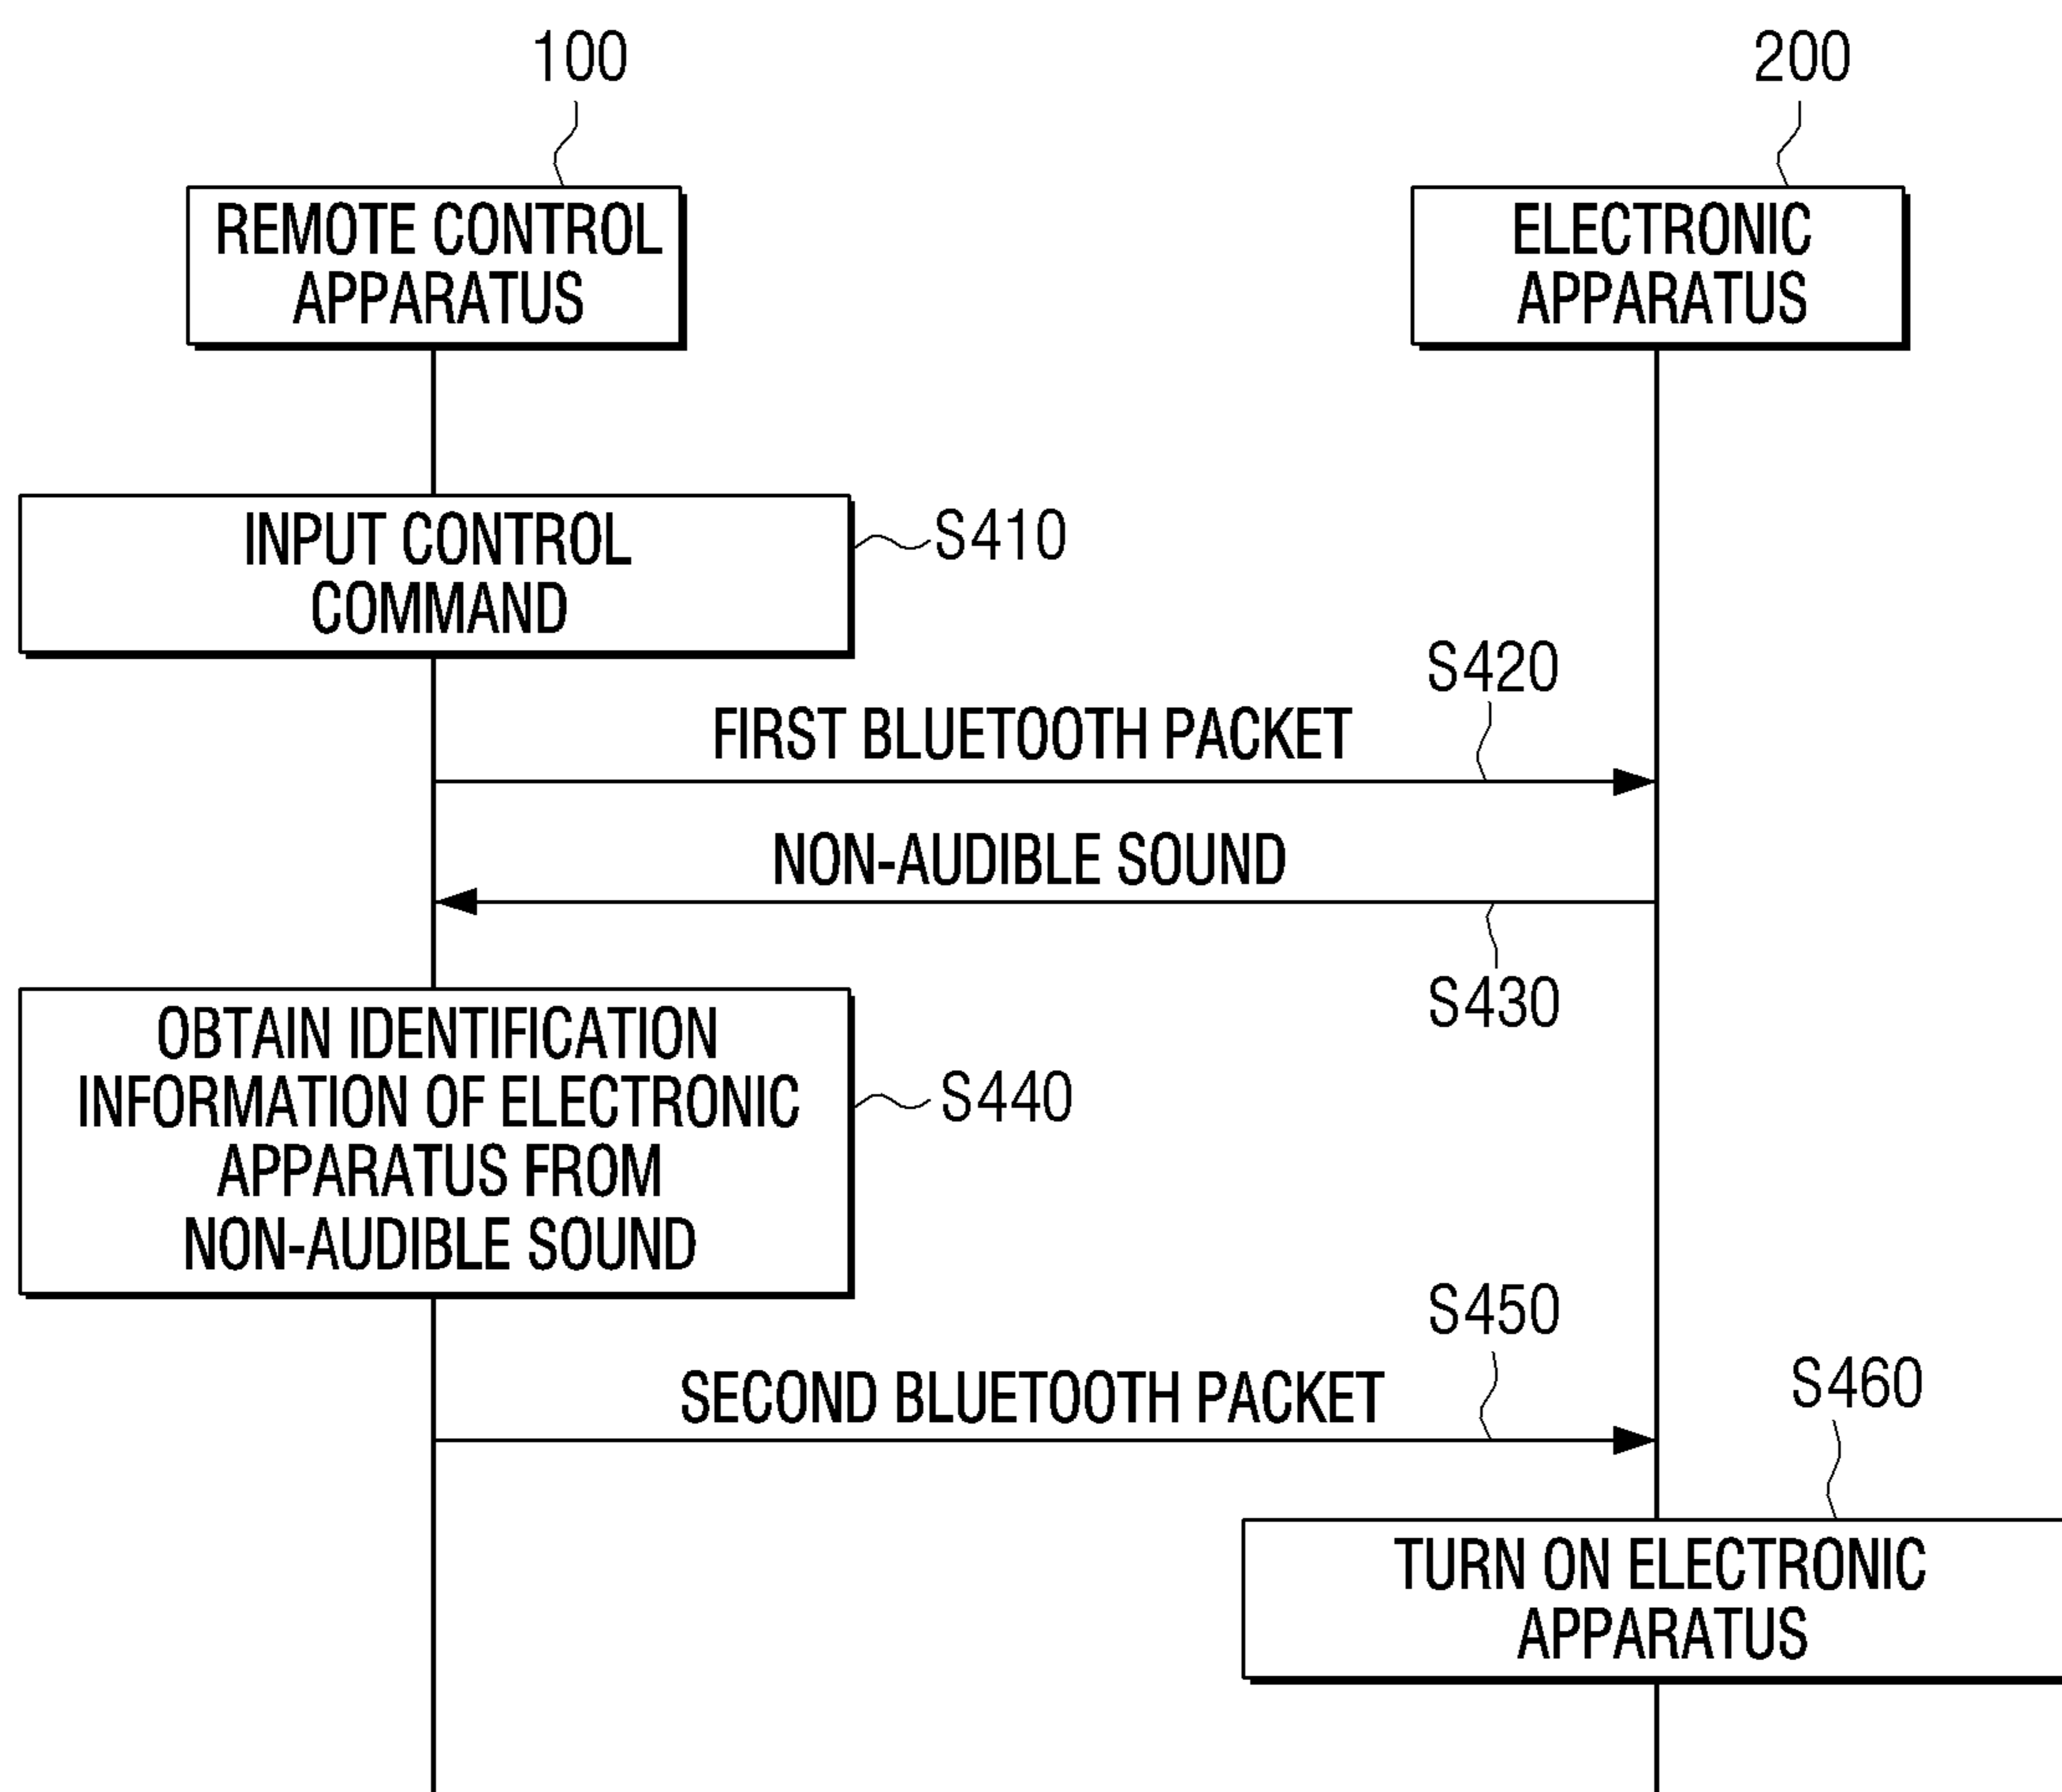 100
200
REMOTE CONTROL
APPARATUS
ELECTRONIC
APPARATUS
INPUT CONTROL
COMMAND
S410
S420
FIRST BLUETOOTH PACKET
NON-AUDIBLE SOUND
S430
OBTAIN IDENTIFICATION
INFORMATION OF ELECTRONIC
APPARATUS FROM
NON-AUDIBLE SOUND
S440
S450
SECOND BLUETOOTH PACKET
S460
TURN ON ELECTRONIC
APPARATUS